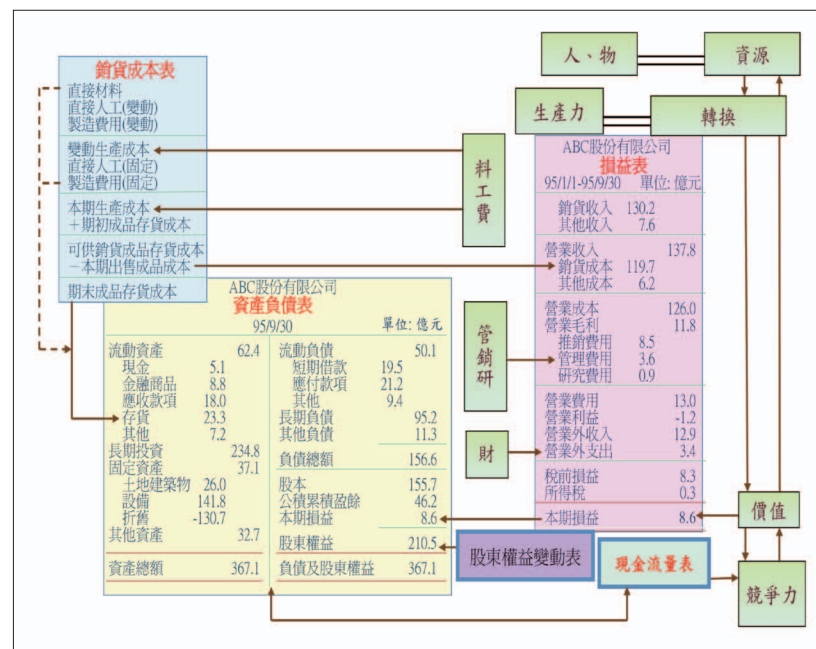 人、物
資源
生產力
轉換
銷貨成本表
直接材料
直接人工(變動)
製造費用(變動)
變動生產成本
直接人工(固定)
製造費用(固定)
本期生產成本
＋期初成品存貨成本
可供銷貨成品存貨成本
－本期出售成品成本
期末成品存貨成本
料工費
管銷研
財
ABC股份有限公司
損益表
95/1/1-95/9/30 單位: 億元
銷貨收入 130.2
其他收入 7.6
營業收入 137.8
銷貨成本 119.7
其他成本 6.2
營業成本 126.0
營業毛利 11.8
推銷費用 8.5
管理費用 3.6
研究費用 0.9
營業費用 13.0
營業利益 -1.2
營業外收入 12.9
營業外支出 3.4
稅前損益 8.3
所得稅 0.3
本期損益 8.6
ABC股份有限公司
資產負債表
95/9/30 單位: 億元
流動資產 62.4
現金 5.1
金融商品 8.8
應收款項 18.0
存貨 23.3
其他 7.2
長期投資 234.8
固定資產 37.1
土地建築物 26.0
設備 141.8
折舊 -130.7
其他資產 32.7
資產總額 367.1
流動負債 50.1
短期借款 19.5
應付款項 21.2
其他 9.4
長期負債 95.2
其他負債 11.3
負債總額 156.6
股本 155.7
公積累積盈餘 46.2
本期損益 8.6
股東權益 210.5
負債及股東權益 367.1
股東權益變動表
現金流量表
價值
競爭力